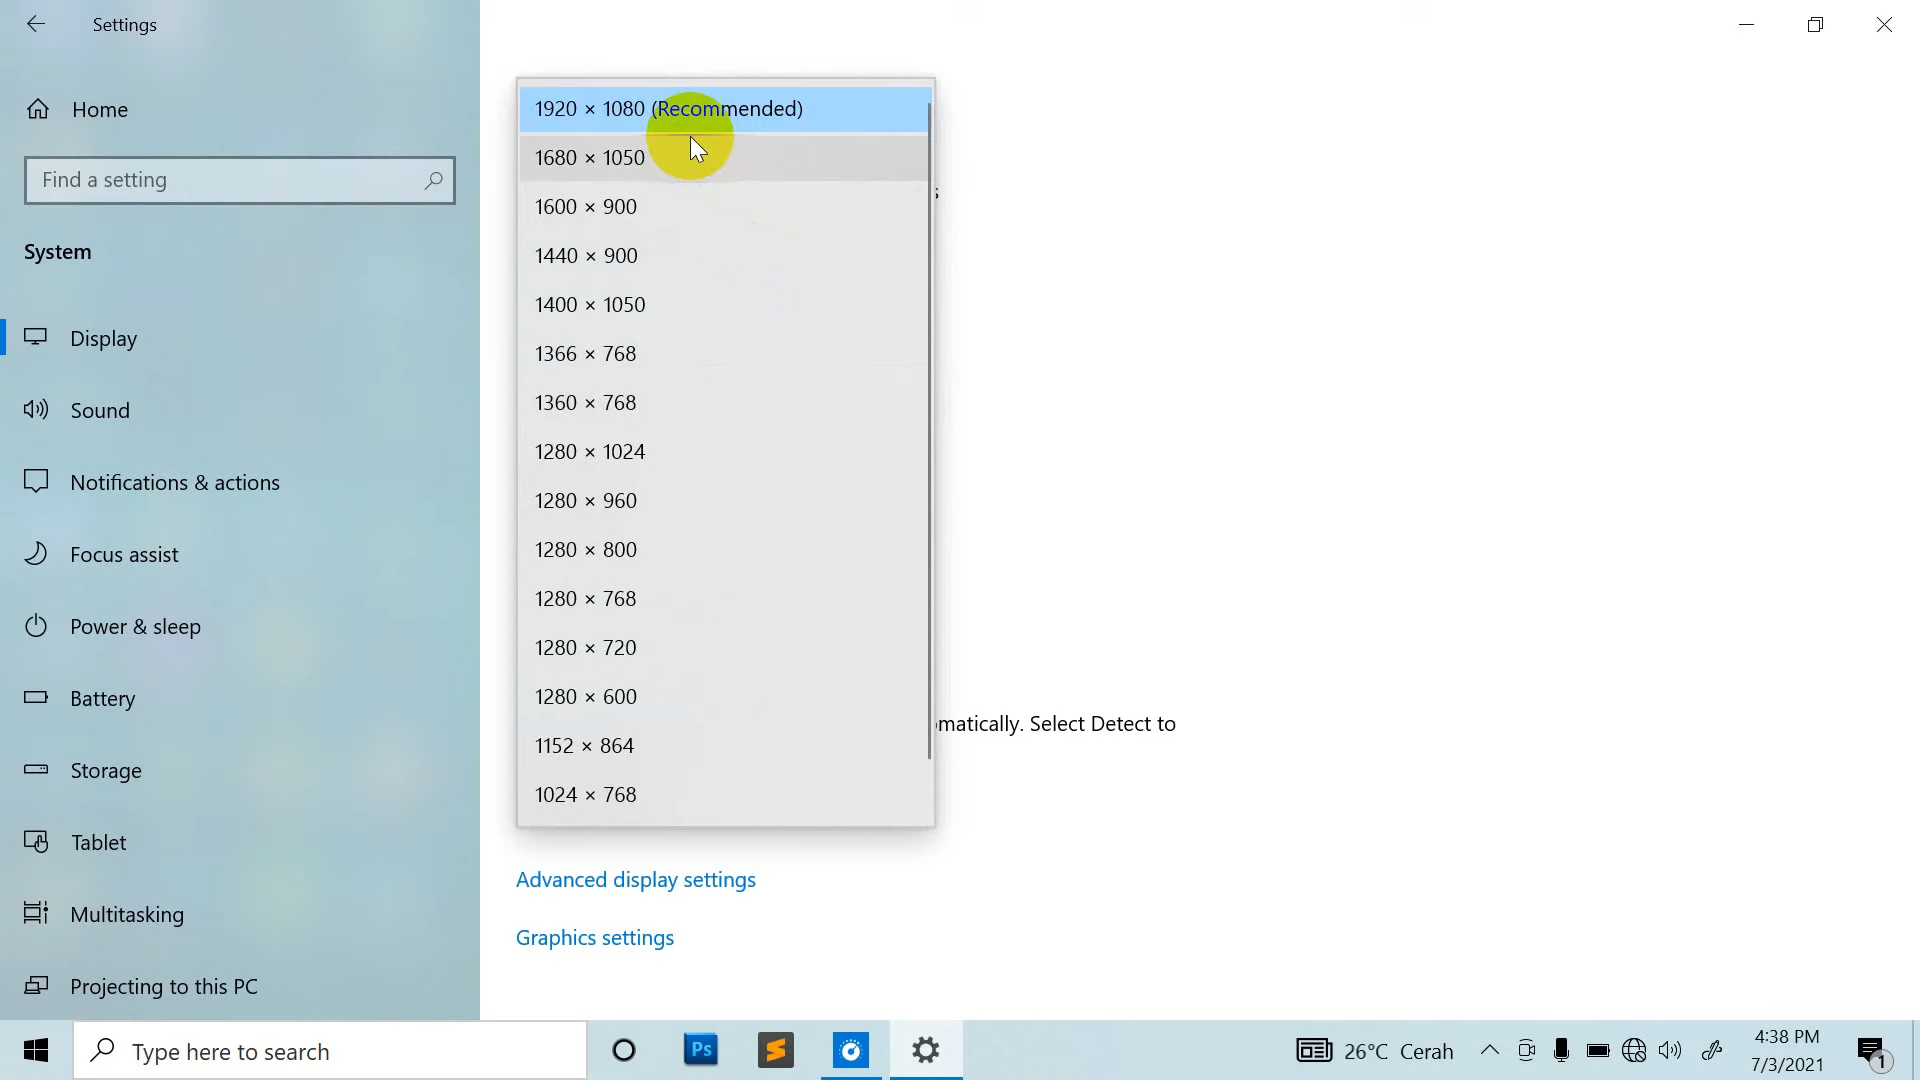 Settings
Home
Find a setting
System
Display
Sound
Notifications & actions
Focus assist
Power & sleep
Battery
Storage
Tablet
Multitasking
Projecting to this PC
1920 × 1080 (Recommended)
1680 × 1050
1600 × 900
1440 × 900
1400 × 1050
1366 × 768
1360 × 768
1280 × 1024
1280 × 960
1280 × 800
1280 × 768
1280 × 720
1280 × 600
1152 × 864
1024 × 768
s
omatically. Select Detect to
Advanced display settings
Graphics settings
Type here to search
Ps
26°C Cerah
4:38 PM
7/3/2021
1